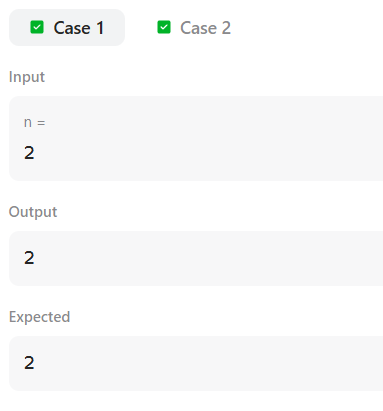 Case 1 Case 2
Input
n =
2
Output
2
Expected
2